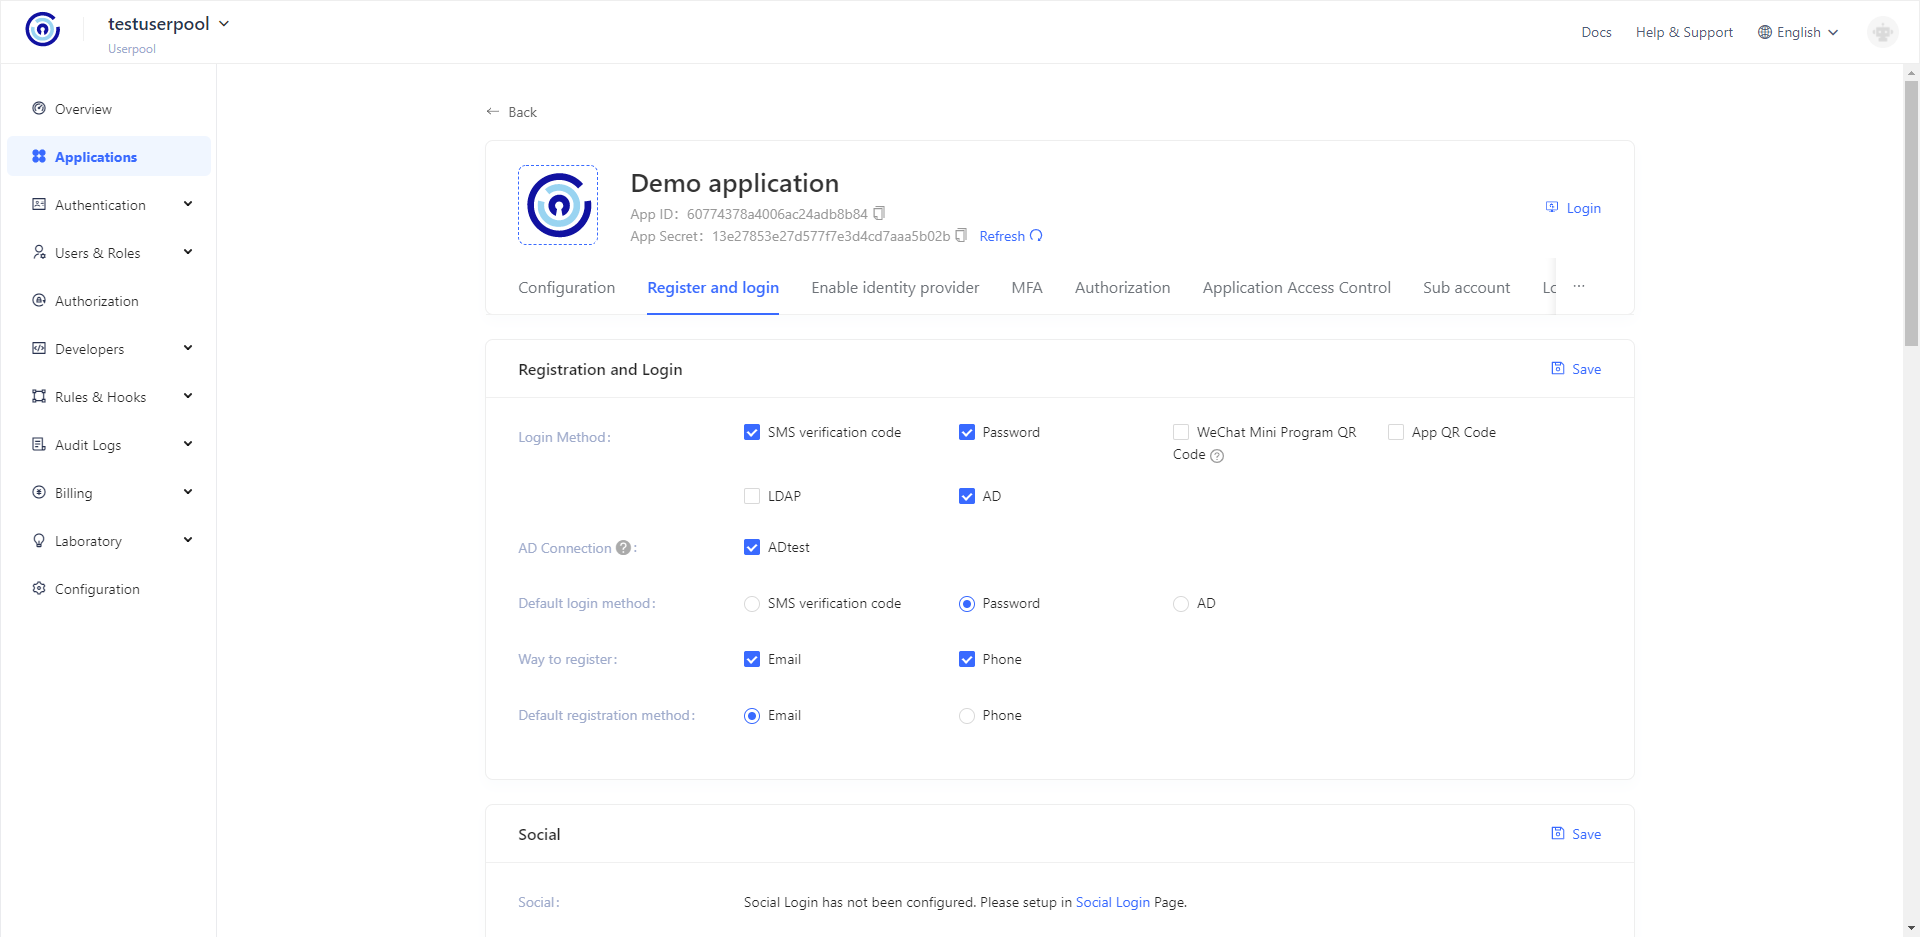 testuserpool
Userpool
Docs
Help & Support
English
Overview
Applications
Authentication
Users & Roles
Authorization
Developers
Rules & Hooks
Audit Logs
Billing
Laboratory
Configuration
Back
Demo application
App ID: 60774378a4006ac24adb8b84
App Secret: 13e27853e27d577f7e3d4cd7aaa5b02b Refresh
Login
Configuration Register and login Enable identity provider MFA Authorization Application Access Control Sub account Lo ...
Registration and Login Save
Login Method: SMS verification code Password WeChat Mini Program QR Code App QR Code
LDAP AD
AD Connection ? : ADtest
Default login method: SMS verification code Password AD
Way to register: Email Phone
Default registration method: Email Phone
Social Save
Social: Social Login has not been configured. Please setup in Social Login Page.